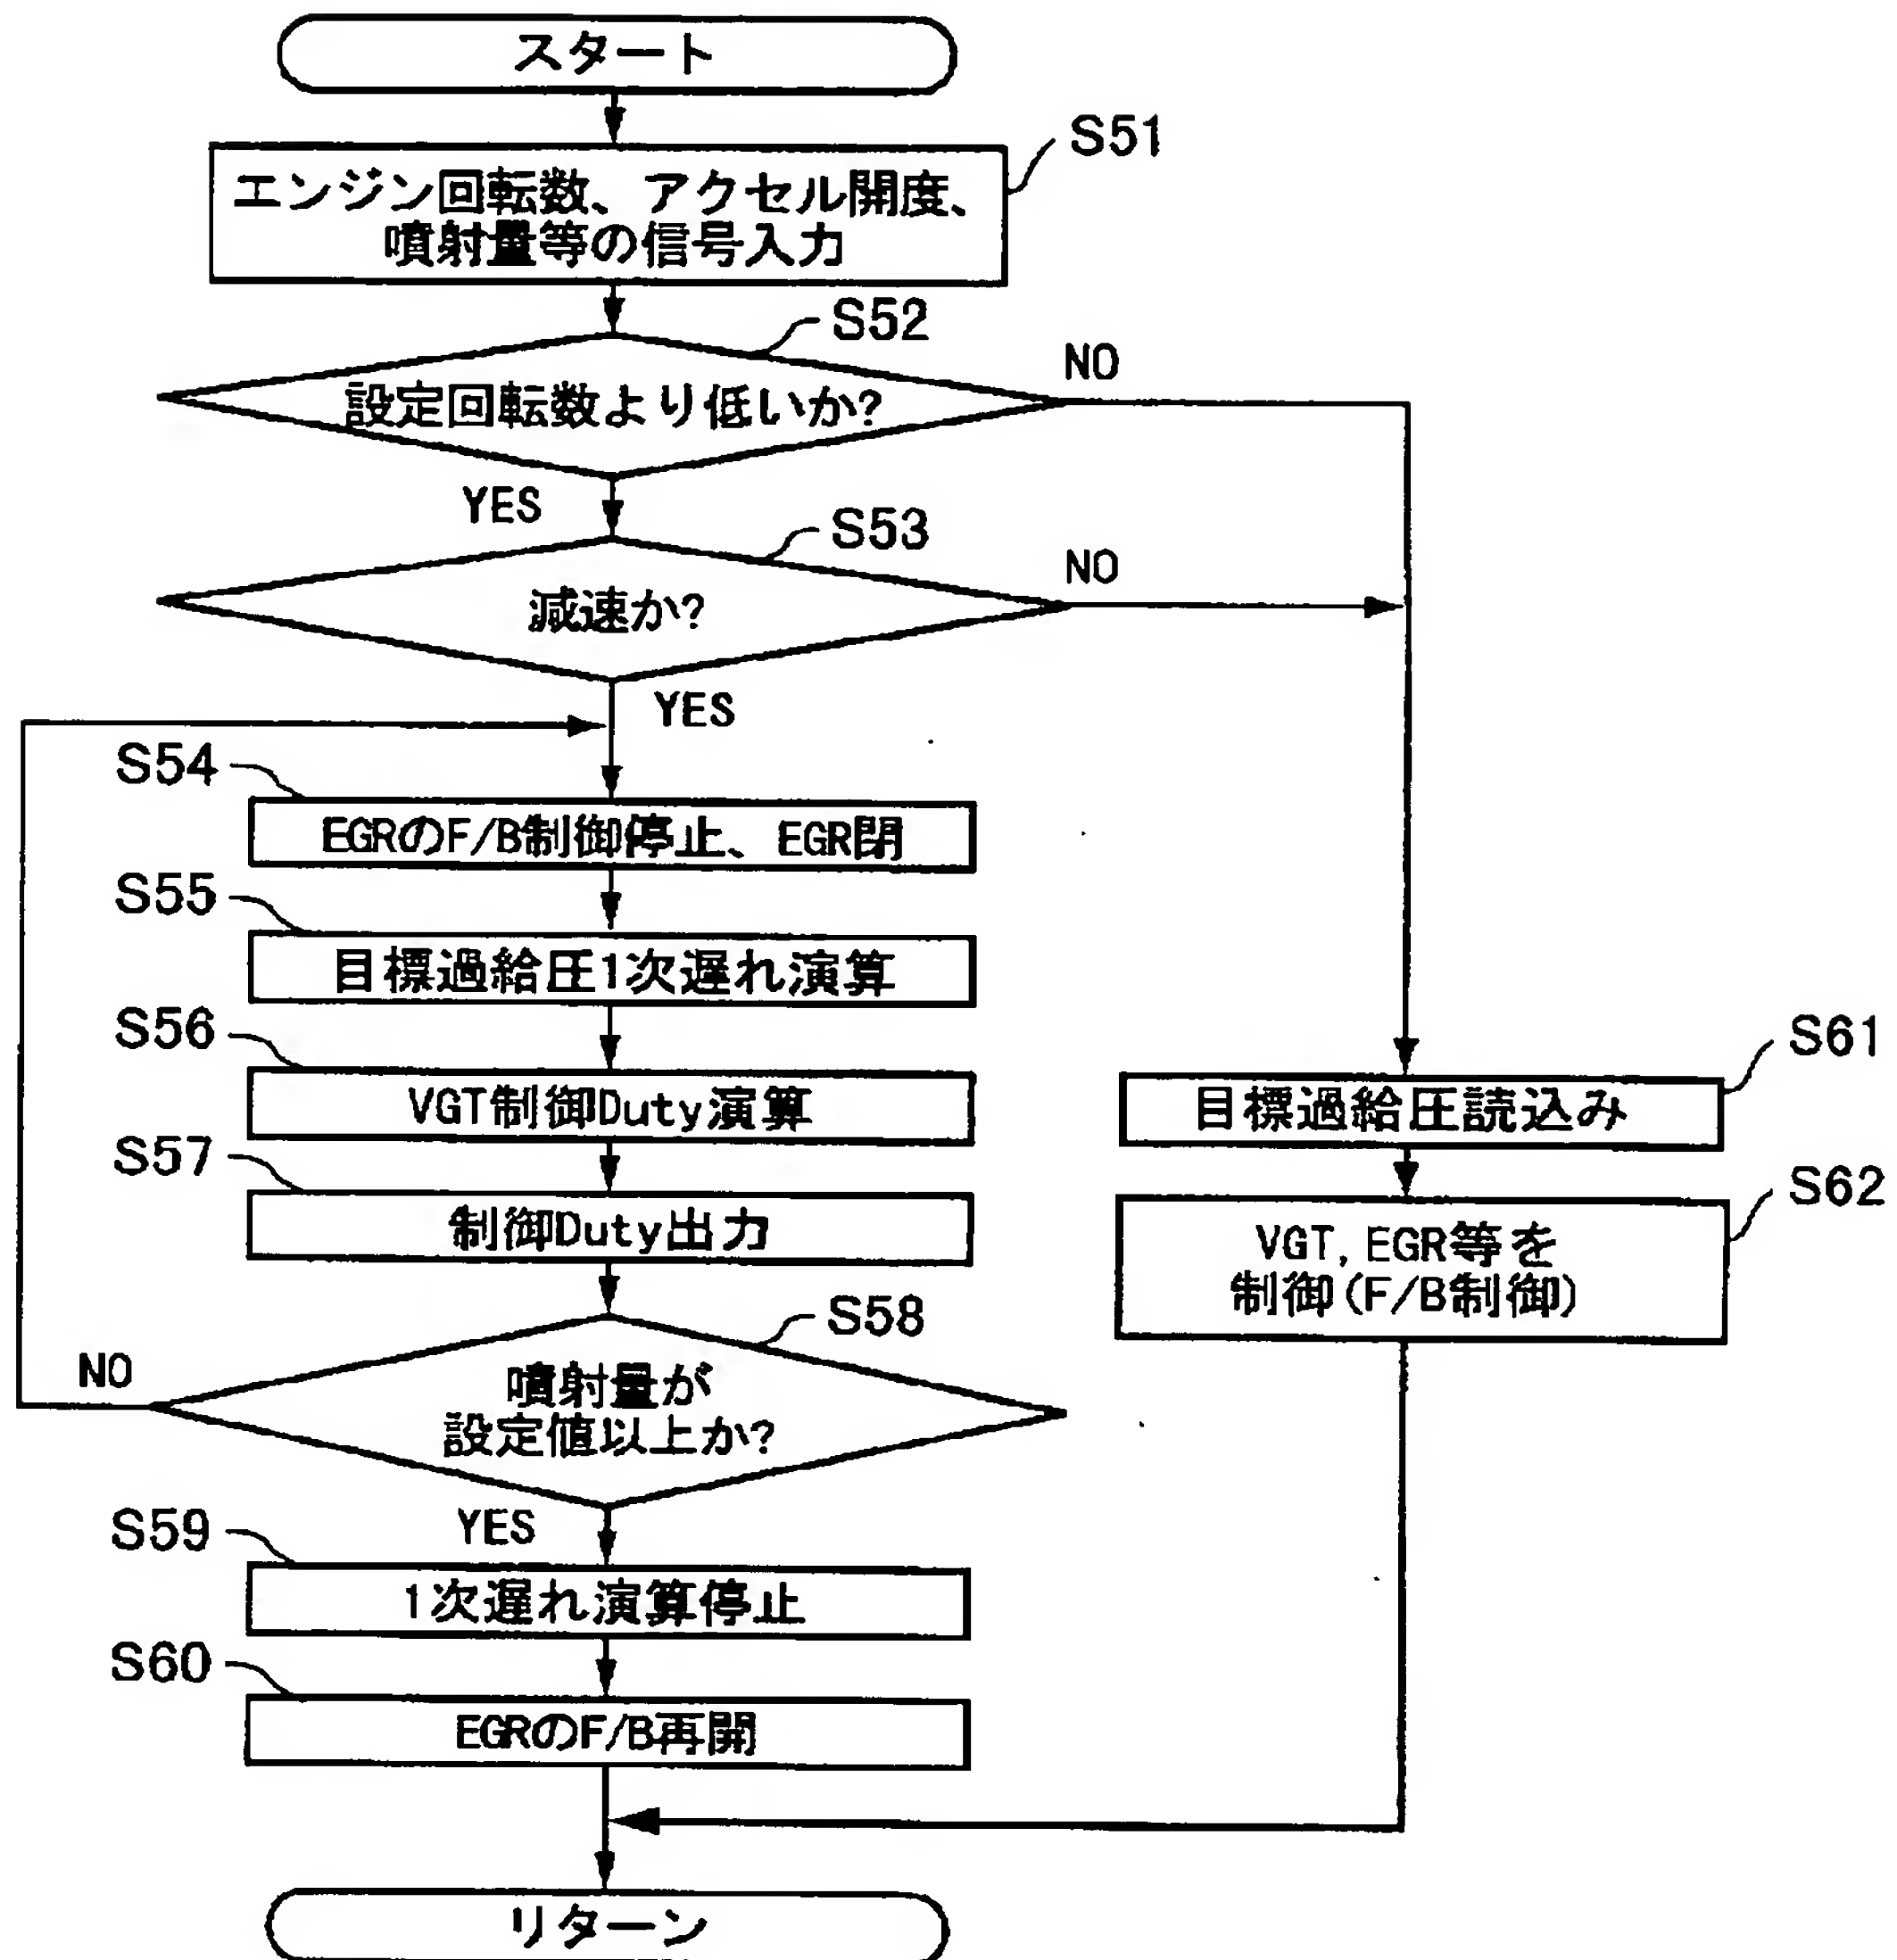 スタート
S51
エンジン回転数、アクセル開度、
噴射量等の信号入力
S52
設定回転数より低いか?
NO
YES
S53
減速か?
NO
YES
S54
EGRのF/B制御停止、EGR閉
S55
目標過給圧1次遅れ演算
S56
VGT制御Duty演算
S57
制御Duty出力
S58
噴射量が
設定値以上か?
NO
YES
S59
1次遅れ演算停止
S60
EGRのF/B再開
S61
目標過給圧読込み
S62
VGT, EGR等を
制御(F/B制御)
リターン